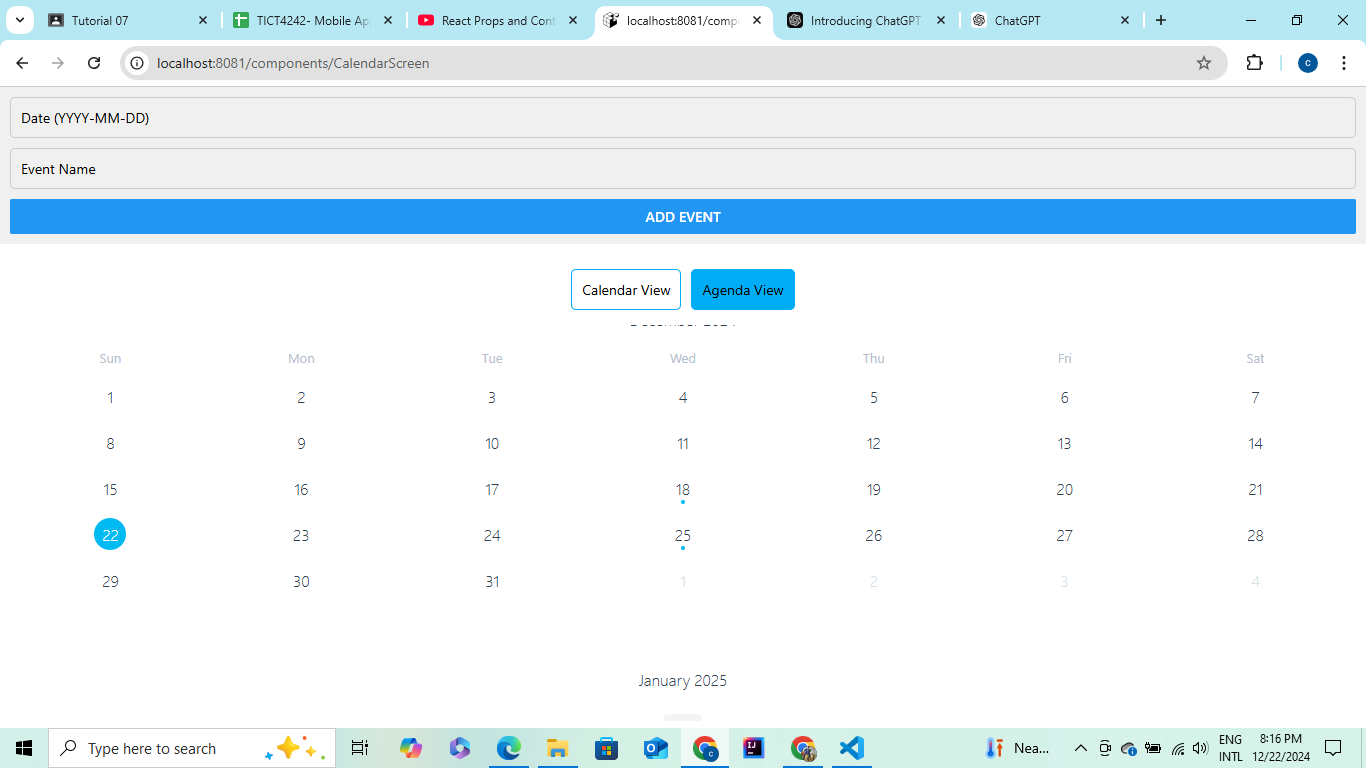 Tutorial 07
TICT4242- Mobile Ap
React Props and Cont
localhost:8081/comp
Introducing ChatGPT
ChatGPT
localhost:8081/components/CalendarScreen
c
Date (YYYY-MM-DD)
Event Name
ADD EVENT
Calendar View Agenda View
December 2024
Sun Mon Tue Wed Thu Fri Sat
1 2 3 4 5 6 7
8 9 10 11 12 13 14
15 16 17 18 19 20 21
22 23 24 25 26 27 28
29 30 31 1 2 3 4
January 2025
Type here to search
Nea...
ENG
INTL
8:16 PM
12/22/2024